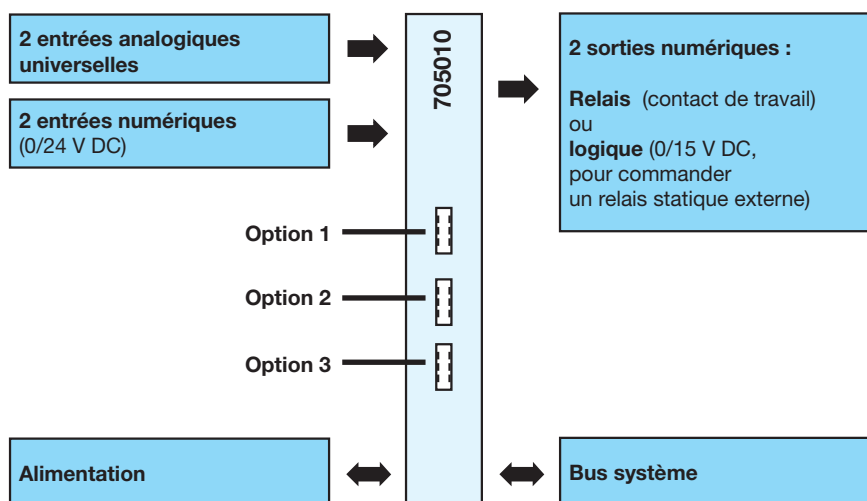 2 entrées analogiques
universelles
2 entrées numériques
(0/24 V DC)
705010
2 sorties numériques :
Relais (contact de travail)
ou
logique (0/15 V DC,
pour commander
un relais statique externe)
Option 1
Option 2
Option 3
Alimentation
Bus système